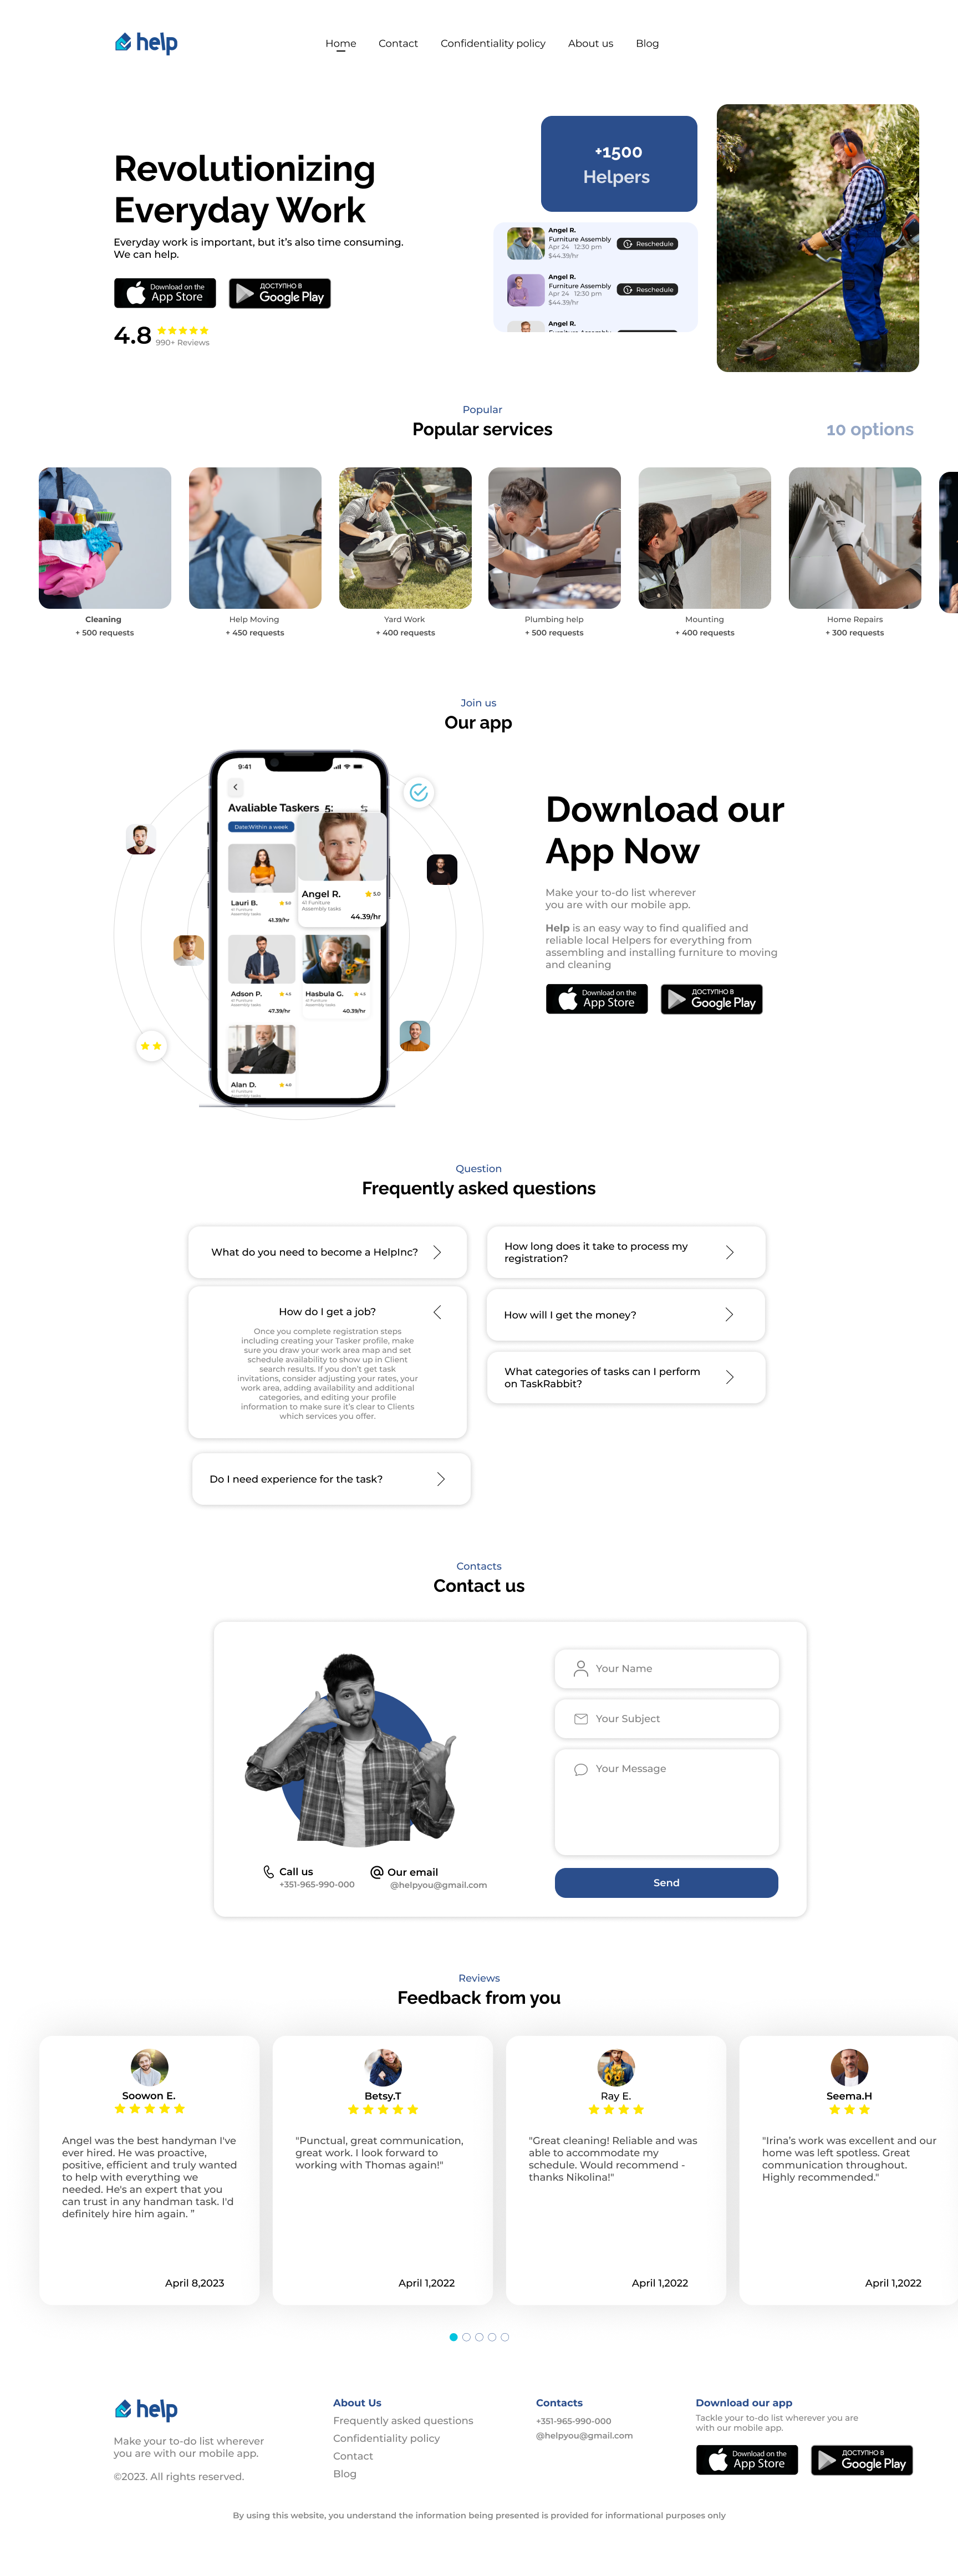 help
Home
Contact
Confidentiality policy
About us
Blog
Revolutionizing
Everyday Work
Everyday work is important, but it's also time consuming.
We can help.
Download on the
App Store
ДОСТУПНО В
Google Play
4.8
990+ Reviews
+1500
Helpers
Angel R.
Furniture Assembly
Apr 24 12:30 pm
$44.39/hr
Reschedule
Angel R.
Furniture Assembly
Apr 24 12:30 pm
$44.39/hr
Reschedule
Angel R.
Popular
Popular services
10 options
Cleaning
+ 500 requests
Help Moving
+ 450 requests
Yard Work
+ 400 requests
Plumbing help
+ 500 requests
Mounting
+ 400 requests
Home Repairs
+ 300 requests
Join us
Our app
9:41
Avaliable Taskers 5:
Date:Within a week
Lauri B.
5.0
41 Funiture
Assembly tasks
41.39/hr
Angel R.
5.0
41 Funiture
Assembly tasks
44.39/hr
Adson P.
4.9
41 Funiture
Assembly tasks
47.39/hr
Hasbula G.
41 Funiture
Assembly tasks
40.39/hr
Alan D.
41 Funiture
Download our
App Now
Make your to-do list wherever
you are with our mobile app.
Help is an easy way to find qualified and
reliable local Helpers for everything from
assembling and installing furniture to moving
and cleaning
Download on the
App Store
ДОСТУПНО В
Google Play
Question
Frequently asked questions
What do you need to become a HelpInc?
How do I get a job?
Once you complete registration steps
including creating your Tasker profile, make
sure you draw your work area map and set
schedule availability to show up in Client
search results. If you don't get task
invitations, consider adjusting your rates, your
work area, adding availability and additional
categories, and editing your profile
information to make sure it's clear to Clients
which services you offer.
Do I need experience for the task?
How long does it take to process my
registration?
How will I get the money?
What categories of tasks can I perform
on TaskRabbit?
Contacts
Contact us
Call us
+351-965-990-000
Our email
@helpyou@gmail.com
Your Name
Your Subject
Your Message
Send
Reviews
Feedback from you
Soowon E.
Angel was the best handyman I've
ever hired. He was proactive,
positive, efficient and truly wanted
to help with everything we
needed. He's an expert that you
can trust in any handman task. I'd
definitely hire him again. "
April 8,2023
Betsy.T
"Punctual, great communication,
great work. I look forward to
working with Thomas again!"
April 1,2022
Ray E.
"Great cleaning! Reliable and was
able to accommodate my
schedule. Would recommend -
thanks Nikolina!"
April 1,2022
Seema.H
"Irina's work was excellent and our
home was left spotless. Great
communication throughout.
Highly recommended."
April 1,2022
help
Make your to-do list wherever
you are with our mobile app.
©2023. All rights reserved.
About Us
Frequently asked questions
Confidentility policy
Contact
Blog
Contacts
+351-965-990-000
@helpyou@gmail.com
Download our app
Tackle your to-do list wherever you are
with our mobile app.
Download on the
App Store
ДОСТУПНО В
Google Play
By using this website, you understand the information being presented is provided for informational purposes only